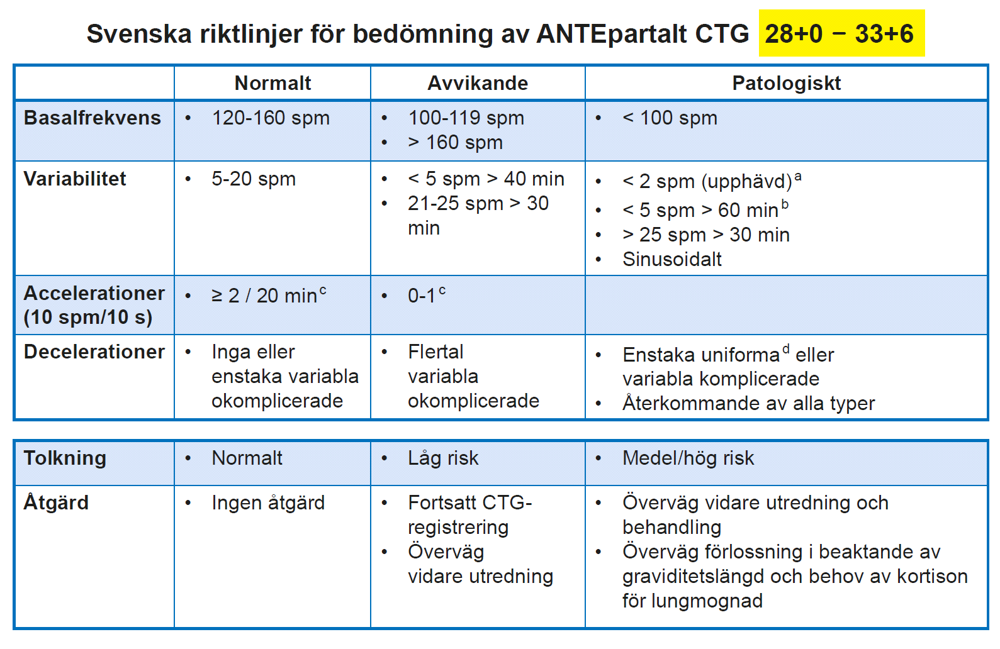 Svenska riktlinjer för bedömning av ANTEpartalt CTG 28+0 – 33+6
Normalt Avvikande Patologiskt
Basalfrekvens
• 120-160 spm
• 100-119 spm
• > 160 spm
• < 100 spm
Variabilitet
• 5-20 spm
• < 5 spm > 40 min
• 21-25 spm > 30
min
• < 2 spm (upphävd) a
• < 5 spm > 60 min b
• > 25 spm > 30 min
• Sinusoidalt
Accelerationer
(10 spm/10 s)
• ≥ 2 / 20 min c
• 0-1 c
Decelerationer
• Inga eller
enstaka variabla
okomplicerade
• Flertal
variabla
okomplicerade
• Enstaka uniforma d eller
variabla komplicerade
• Återkommande av alla typer
Tolkning
• Normalt
• Låg risk
• Medel/hög risk
Åtgärd
• Ingen åtgärd
• Fortsatt CTG-
registrering
• Överväg
vidare utredning
• Överväg vidare utredning och
behandling
• Överväg förlossning i beaktande av
graviditetslängd och behov av kortison
för lungmognad